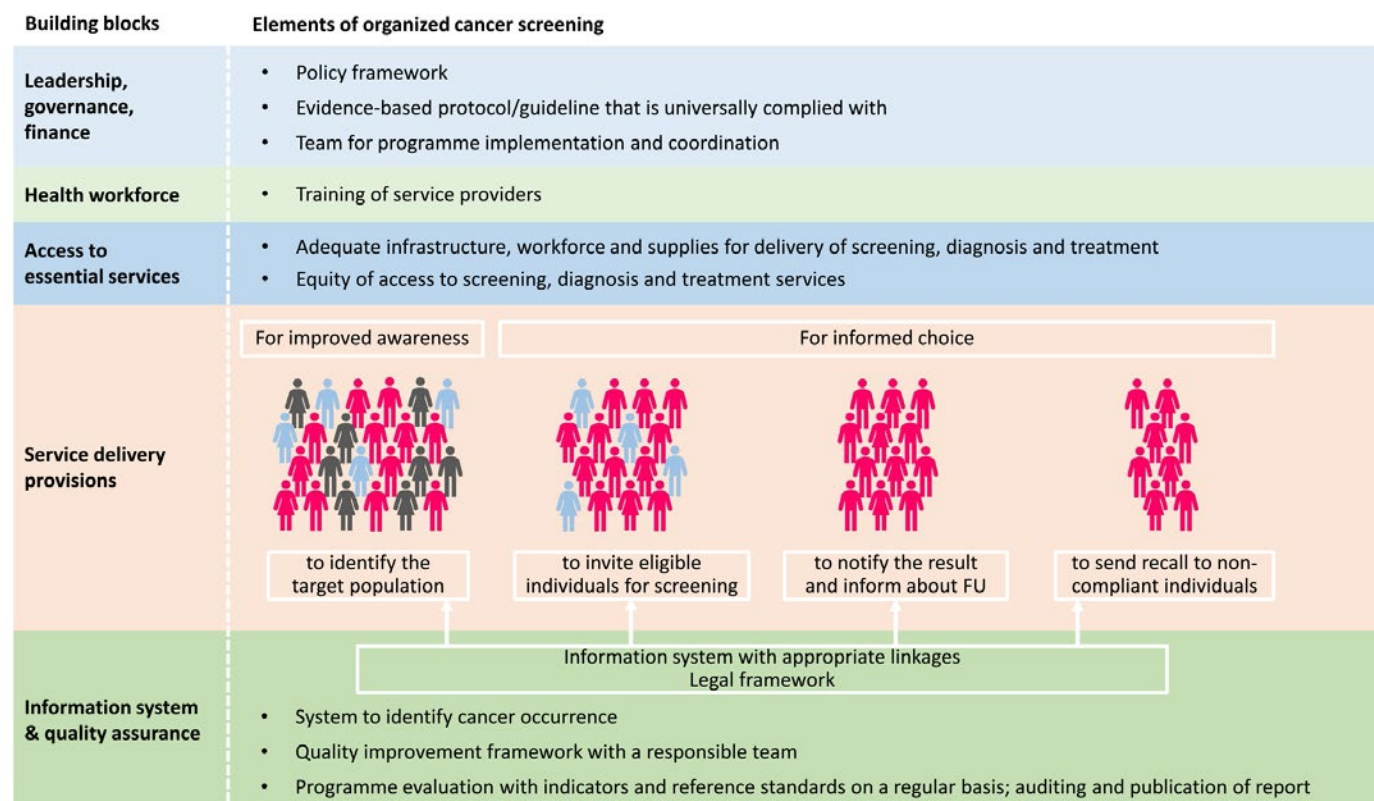 Building blocks
Elements of organized cancer screening
Leadership,
governance,
finance
• Policy framework
• Evidence-based protocol/guideline that is universally complied with
• Team for programme implementation and coordination
Health workforce
• Training of service providers
Access to
essential services
• Adequate infrastructure, workforce and supplies for delivery of screening, diagnosis and treatment
• Equity of access to screening, diagnosis and treatment services
Service delivery
provisions
For improved awareness
For informed choice
to identify the
target population
to invite eligible
individuals for screening
to notify the result
and inform about FU
to send recall to non-
compliant individuals
Information system
& quality assurance
Information system with appropriate linkages
Legal framework
• System to identify cancer occurrence
• Quality improvement framework with a responsible team
• Programme evaluation with indicators and reference standards on a regular basis; auditing and publication of report